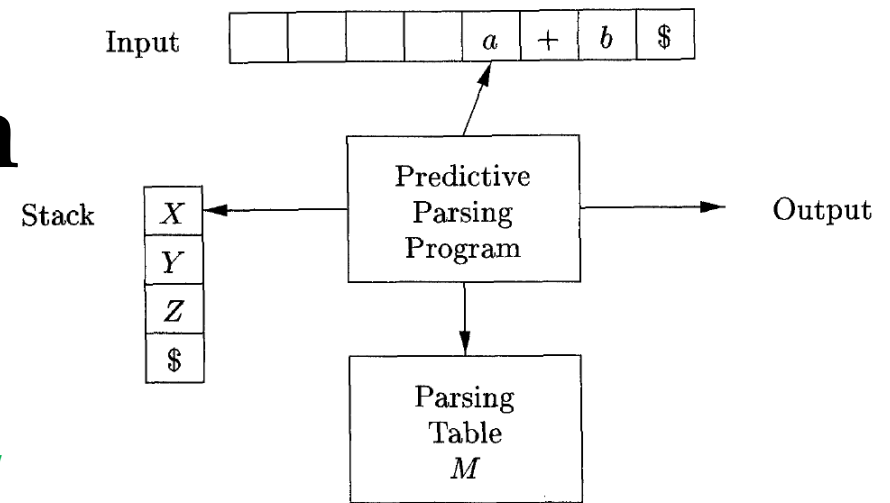 Input a + b $
n
Predictive
Parsing
Program
Stack X
Y
Z
$
Output
Parsing
Table
M